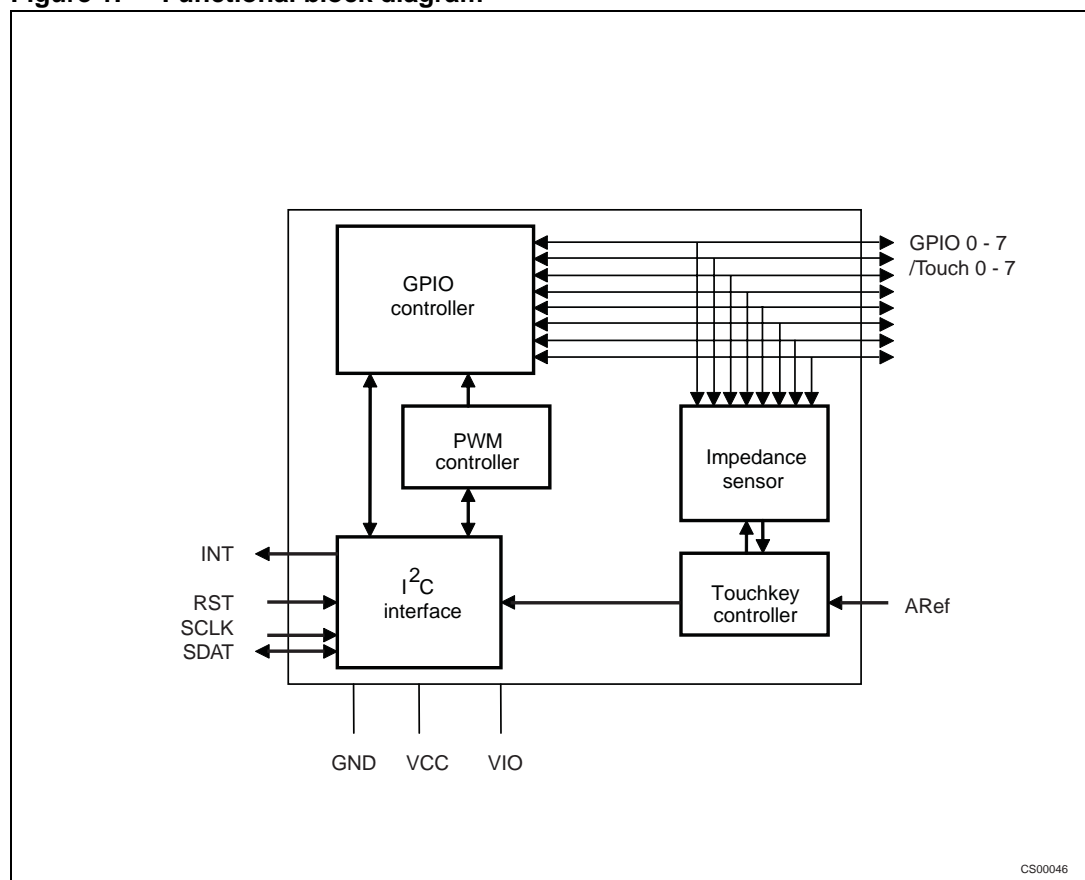 Figure 1. Functional block diagram
GPIO 0 - 7
/Touch 0 - 7
GPIO
controller
PWM
controller
Impedance
sensor
INT
I2C
interface
RST
SCLK
SDAT
Touchkey
controller
ARef
GND VCC VIO
CS00046